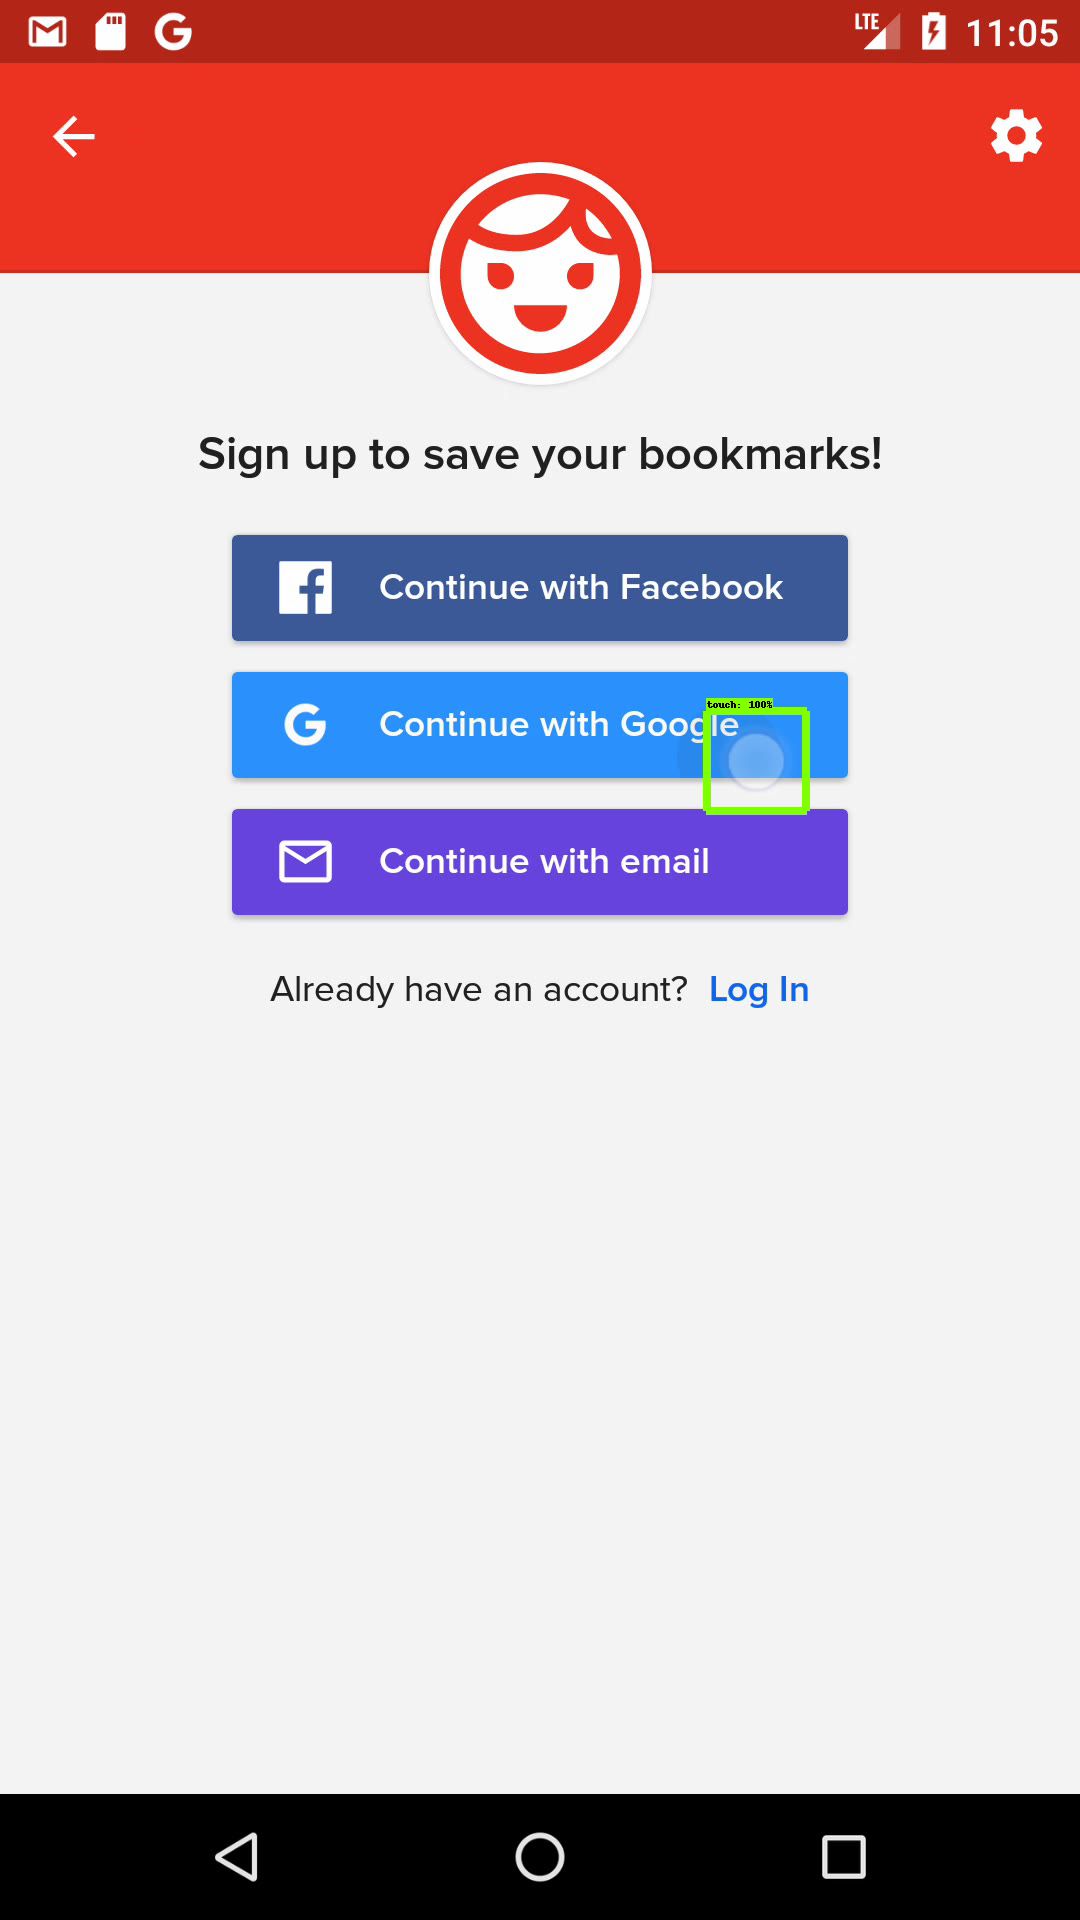 LTE 11:05
Sign up to save your bookmarks!
Continue with Facebook
Continue with Google
touch: 100%
Continue with email
Already have an account? Log In